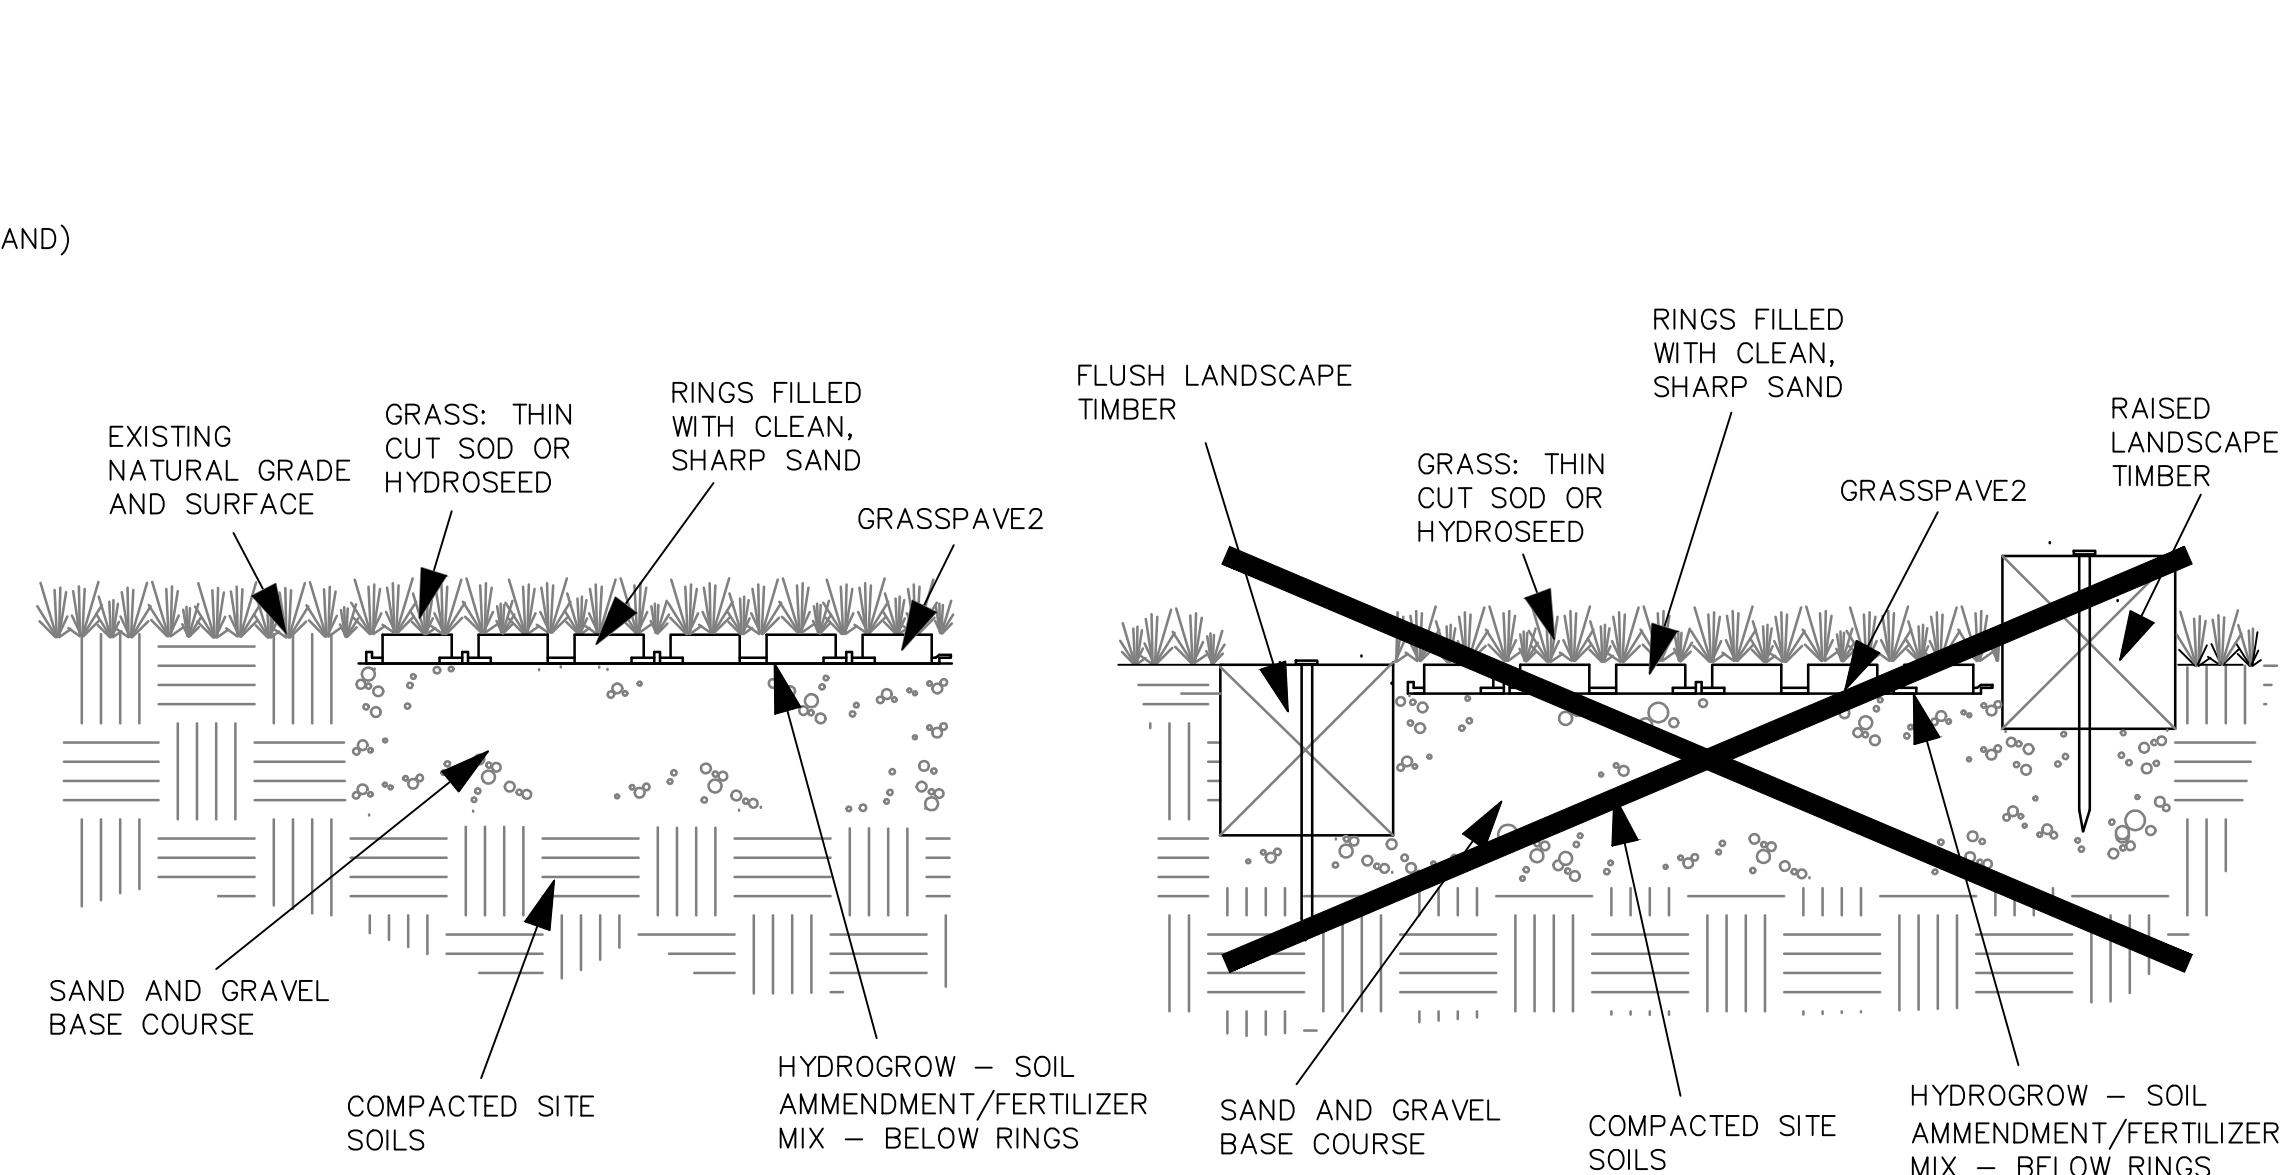 AND)
EXISTING
NATURAL GRADE
AND SURFACE
GRASS: THIN
CUT SOD OR
HYDROSEED
RINGS FILLED
WITH CLEAN,
SHARP SAND
GRASSPAVE2
SAND AND GRAVEL
BASE COURSE
COMPACTED SITE
SOILS
HYDROGROW – SOIL
AMMENDMENT/FERTILIZER
MIX – BELOW RINGS
FLUSH LANDSCAPE
TIMBER
GRASS: THIN
CUT SOD OR
HYDROSEED
RINGS FILLED
WITH CLEAN,
SHARP SAND
GRASSPAVE2
RAISED
LANDSCAPE
TIMBER
SAND AND GRAVEL
BASE COURSE
COMPACTED SITE
SOILS
HYDROGROW – SOIL
AMMENDMENT/FERTILIZER
MIX – BELOW RINGS